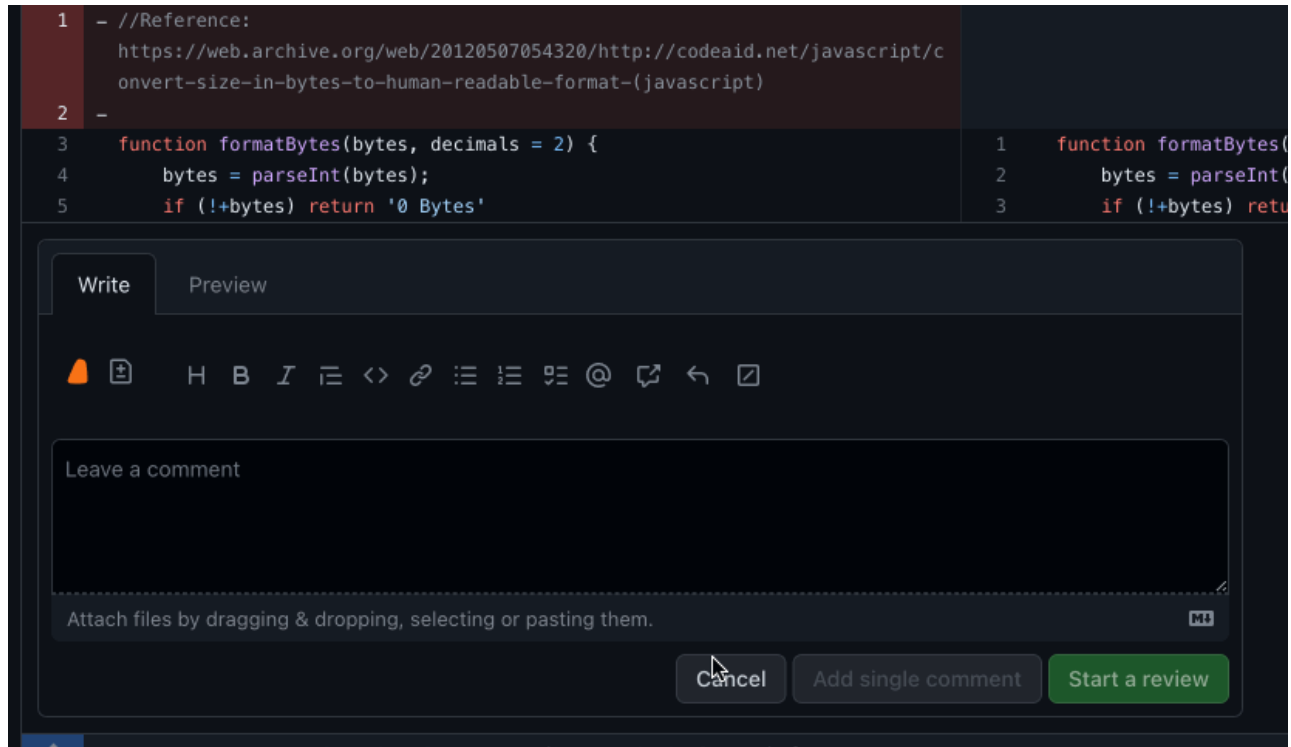 1 - //Reference:
https://web.archive.org/web/20120507054320/http://codeaid.net/javascript/c
onvert-size-in-bytes-to-human-readable-format-(javascript)
2 -
3 function formatBytes(bytes, decimals = 2) { 1 function formatBytes(
4 bytes = parseInt(bytes); 2 bytes = parseInt(
5 if (!+bytes) return '0 Bytes' 3 if (!+bytes) retu
Write Preview
Leave a comment
Attach files by dragging & dropping, selecting or pasting them.
Cancel Add single comment Start a review